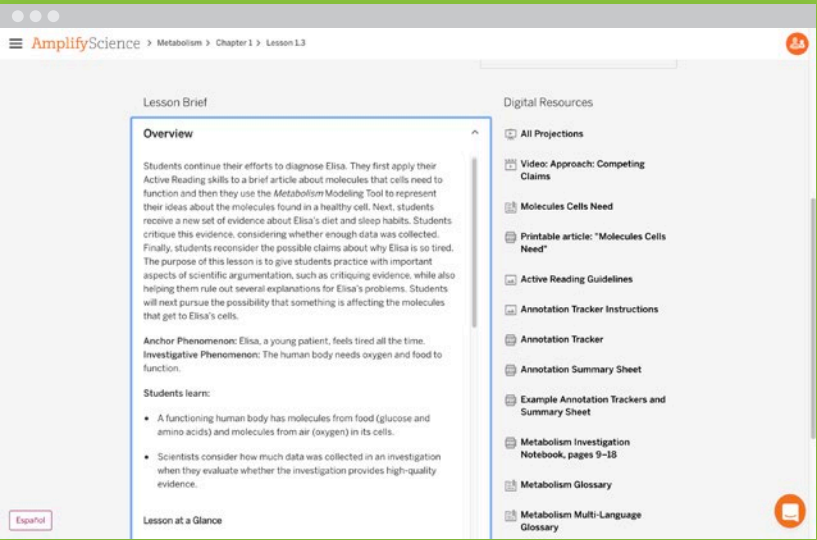 AmplifyScience > Metabolism > Chapter 1 > Lesson 1.3
Lesson Brief
Overview
Students continue their efforts to diagnose Elisa. They first apply their
Active Reading skills to a brief article about molecules that cells need to
function and then they use the Metabolism Modeling Tool to represent
their ideas about the molecules found in a healthy cell. Next, students
receive a new set of evidence about Elisa's diet and sleep habits. Students
critique this evidence, considering whether enough data was collected.
Finally, students reconsider the possible claims about why Elisa is so tired.
The purpose of this lesson is to give students practice with important
aspects of scientific argumentation, such as critiquing evidence, while also
helping them rule out several explanations for Elisa's problems. Students
will next pursue the possibility that something is affecting the molecules
that get to Elisa's cells.
Anchor Phenomenon: Elisa, a young patient, feels tired all the time.
Investigative Phenomenon: The human body needs oxygen and food to
function.
Students learn:
• A functioning human body has molecules from food (glucose and
amino acids) and molecules from air (oxygen) in its cells.
• Scientists consider how much data was collected in an investigation
when they evaluate whether the investigation provides high-quality
evidence.
Lesson at a Glance
Digital Resources
All Projections
Video: Approach: Competing
Claims
Molecules Cells Need
Printable article: "Molecules Cells
Need"
Active Reading Guidelines
Annotation Tracker Instructions
Annotation Tracker
Annotation Summary Sheet
Example Annotation Trackers and
Summary Sheet
Metabolism Investigation
Notebook, pages 9–18
Metabolism Glossary
Metabolism Multi-Language
Glossary
Español